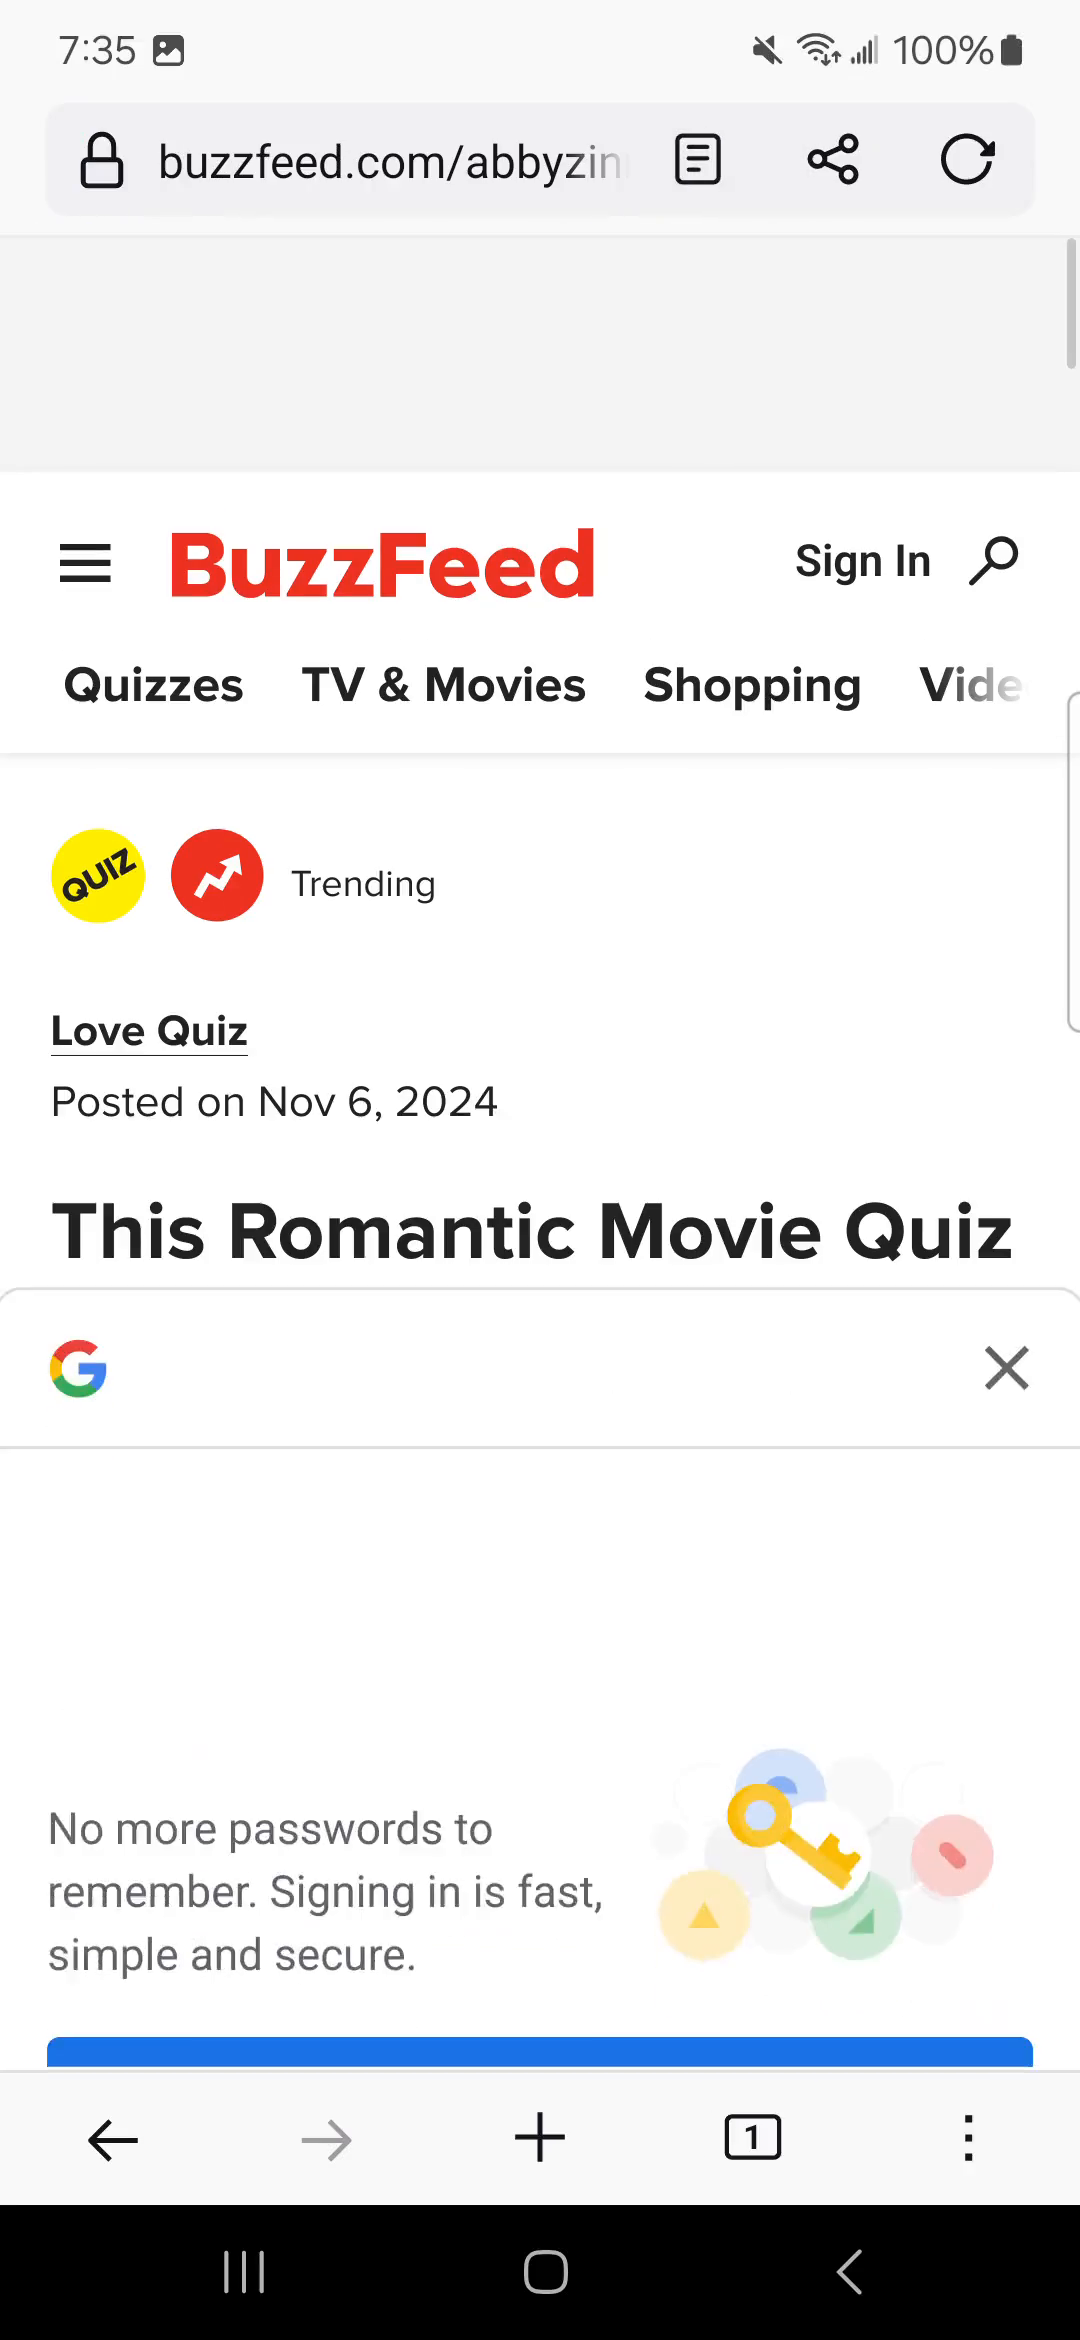 7:35 100%
buzzfeed.com/abbyzin
BuzzFeed Sign In
Quizzes TV & Movies Shopping Vide
QUIZ Trending
Love Quiz
Posted on Nov 6, 2024
This Romantic Movie Quiz
G
No more passwords to
remember. Signing in is fast,
simple and secure.
1